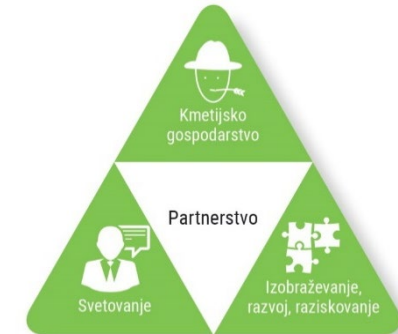 Kmetijsko
gospodarstvo
Partnerstvo
Svetovanje
Izobraževanje,
razvoj, raziskovanje